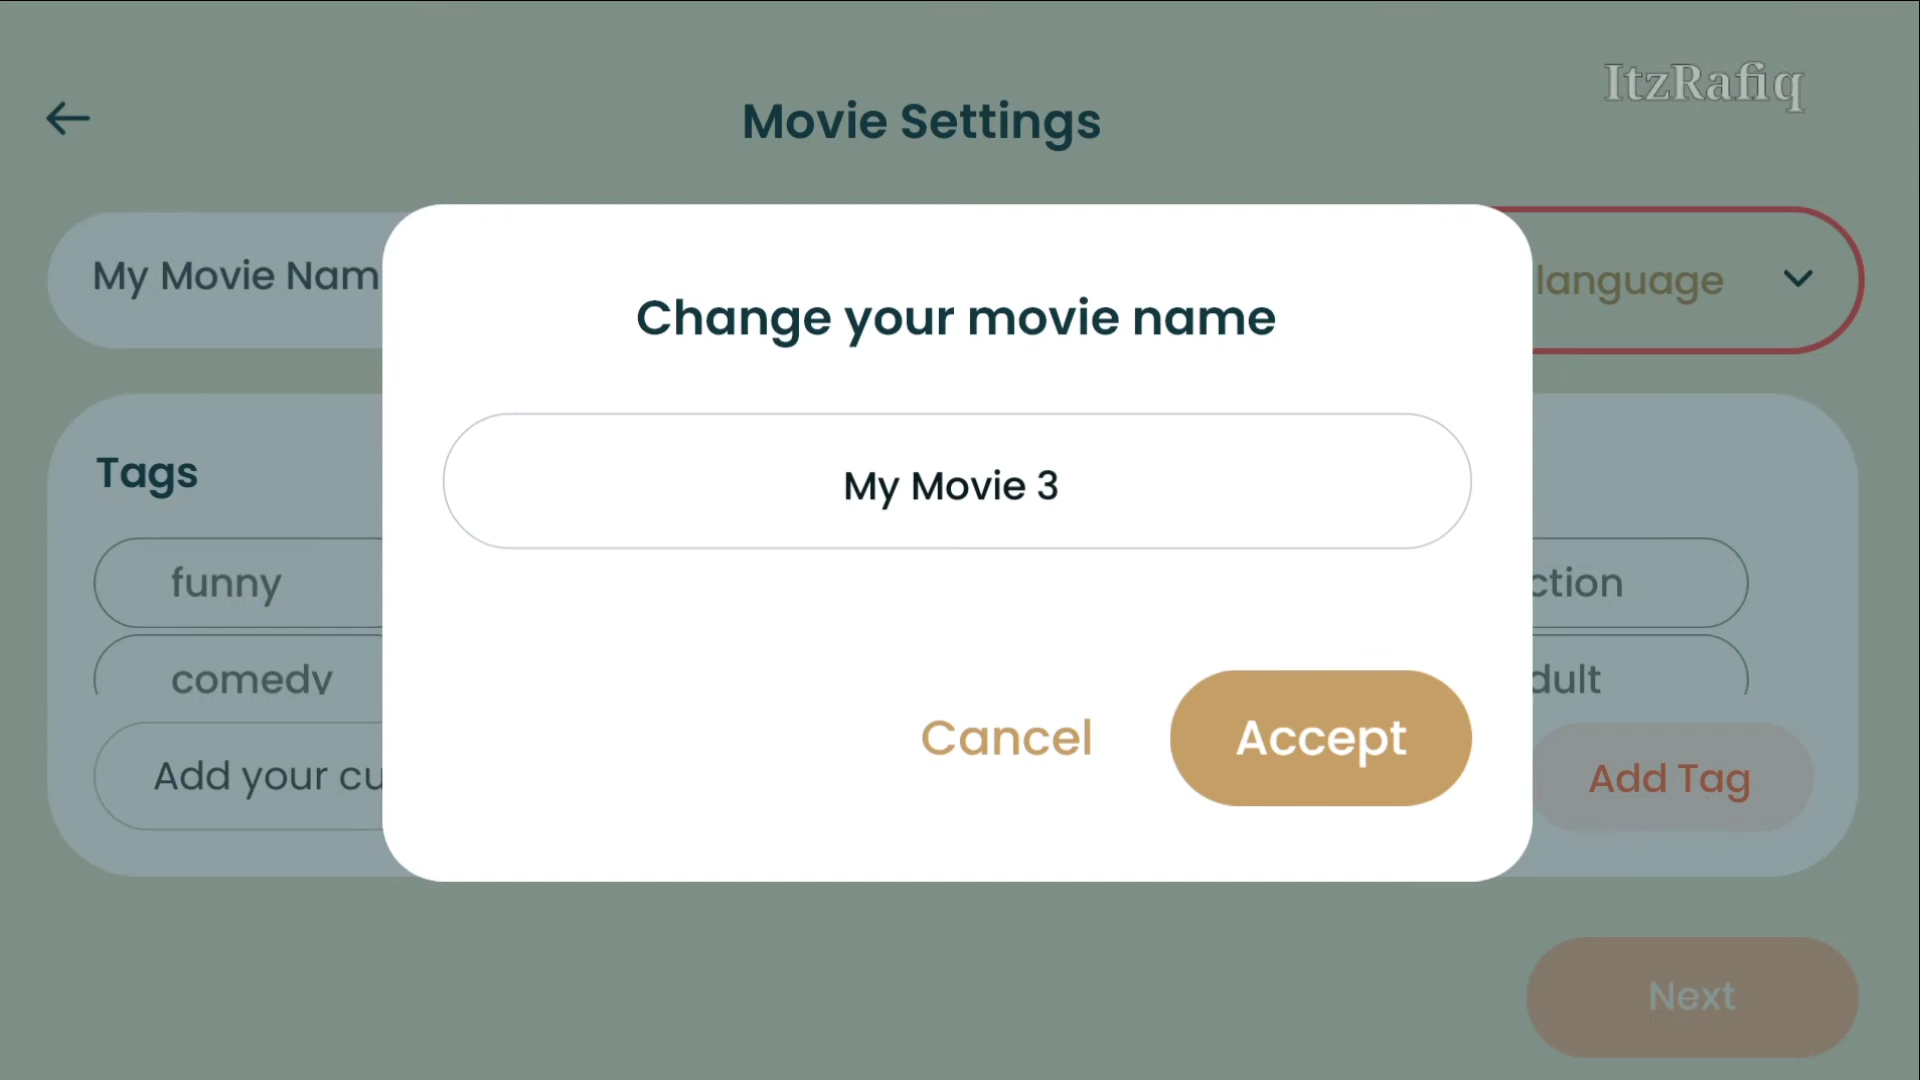 ItzRafiq
Movie Settings
My Movie Nam
language
Change your movie name
My Movie 3
Tags
funny
ction
comedy
dult
Cancel
Accept
Add your cu
Add Tag
Next